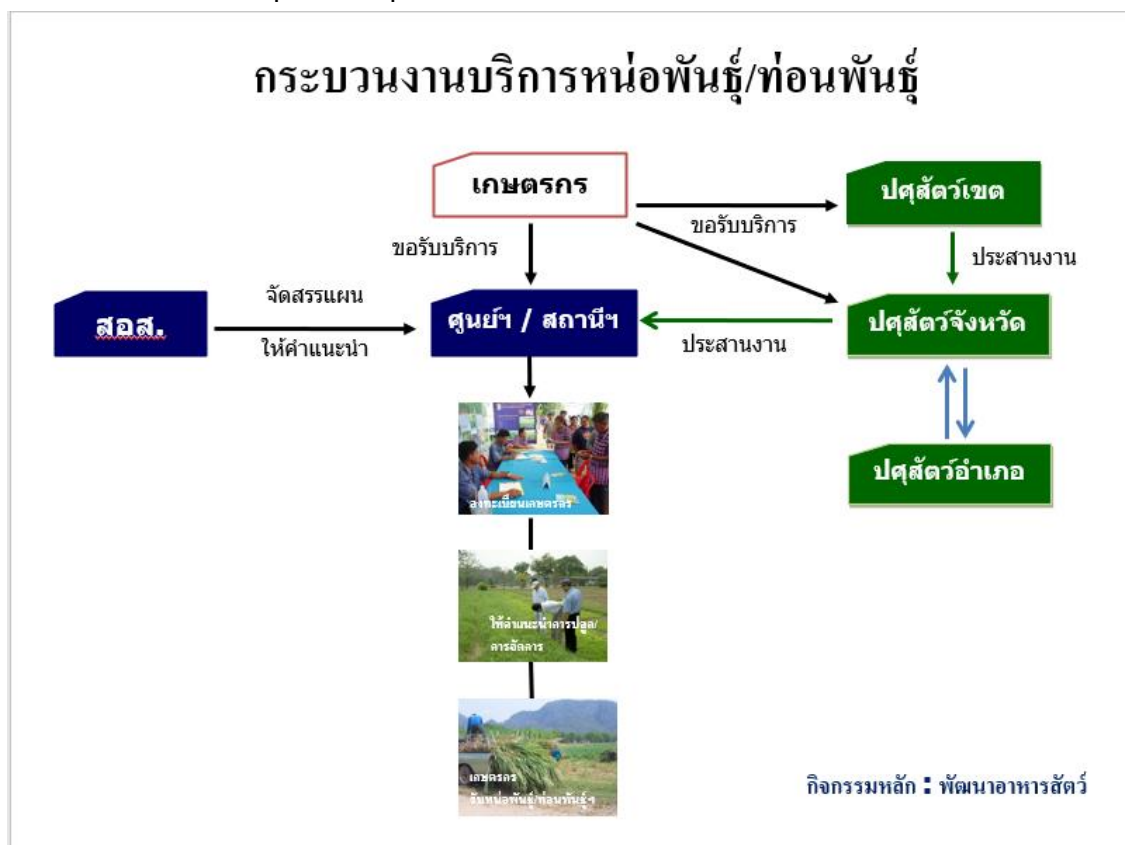 กระบวนงานบริการหน่อพันธุ์/ท่อนพันธุ์
เกษตรกร
ปศุสัตว์เขต
ขอรับบริการ
ขอรับบริการ
ประสานงาน
สอส.
จัดสรรแผน
ให้คำแนะนำ
ศูนย์ฯ / สถานีฯ
ประสานงาน
ปศุสัตว์จังหวัด
ปศุสัตว์อำเภอ
ลงทะเบียนเกษตรกร
ให้คำแนะนำการปลูก/
การจัดการ
เกษตรกร
รับหน่อพันธุ์/ท่อนพันธุ์ฯ
กิจกรรมหลัก : พัฒนาอาหารสัตว์